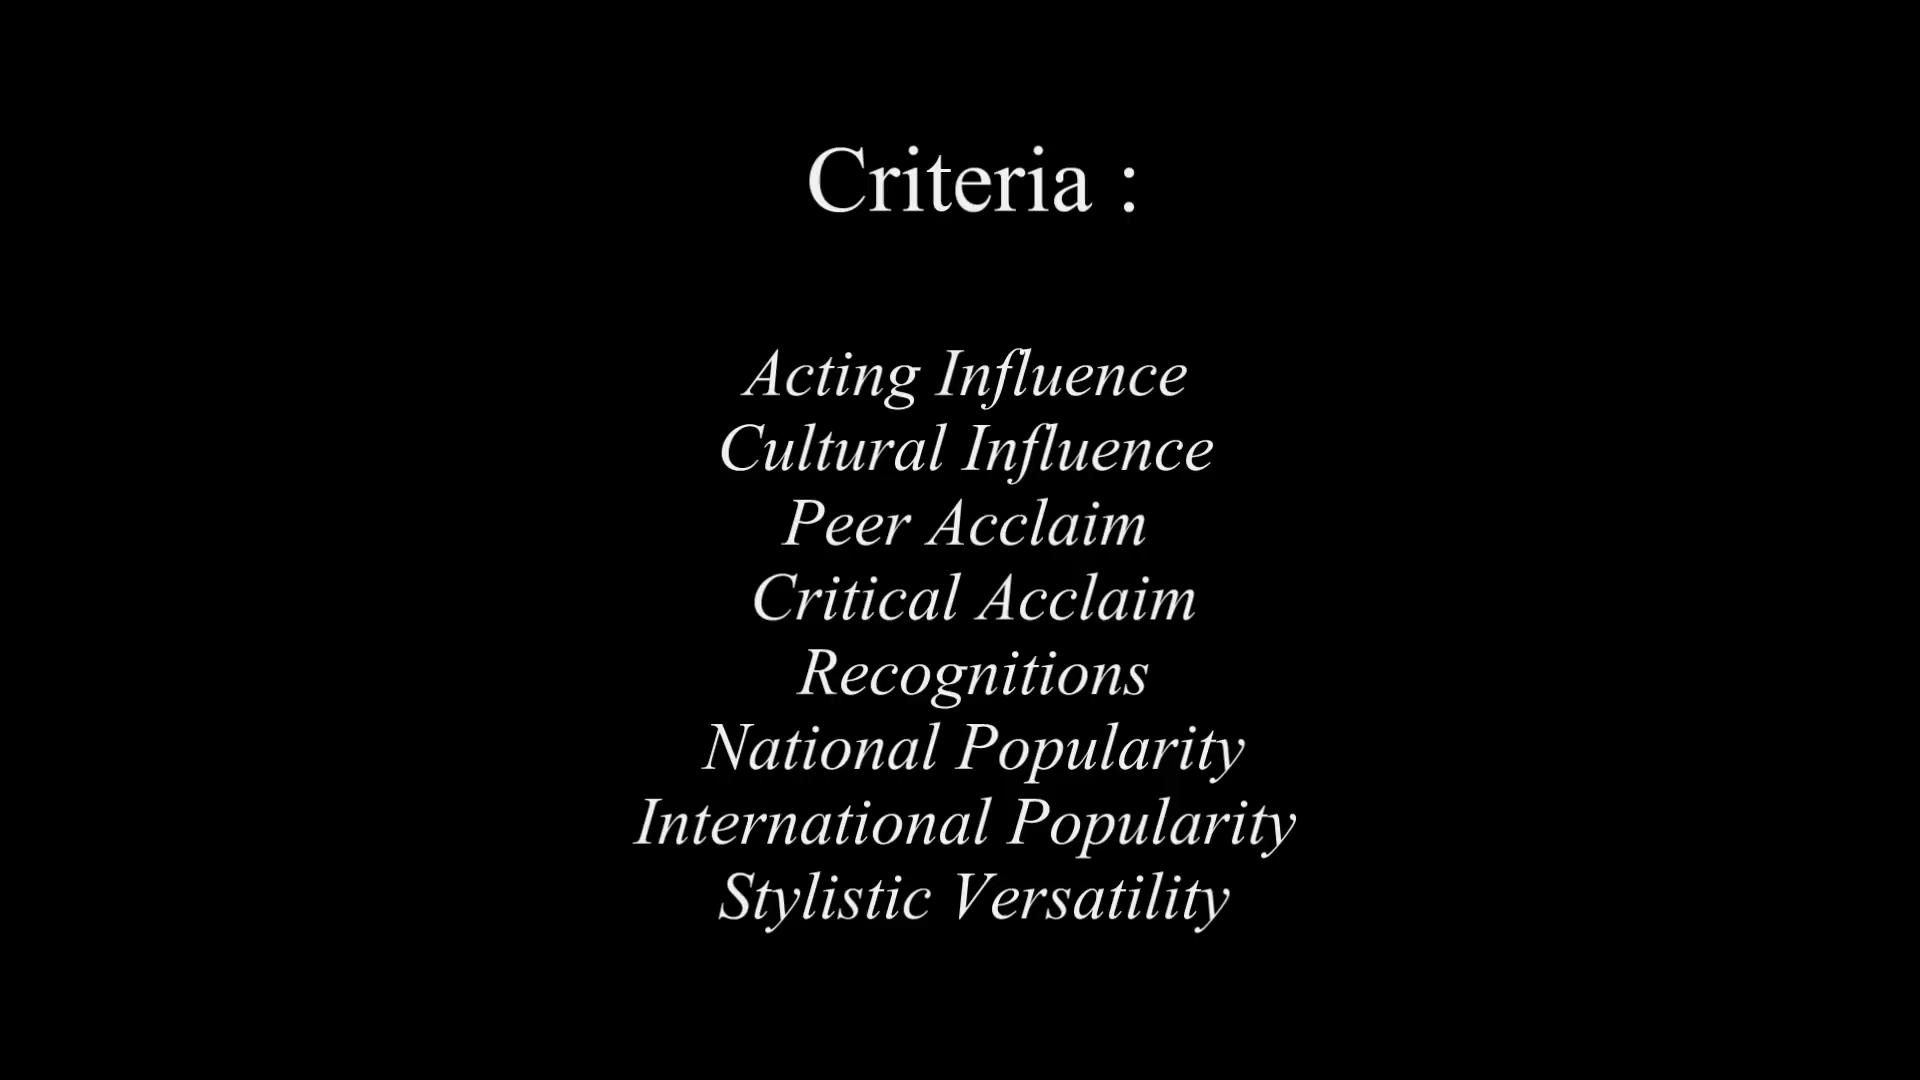 Criteria :
Acting Influence
Cultural Influence
Peer Acclaim
Critical Acclaim
Recognitions
National Popularity
International Popularity
Stylistic Versatility